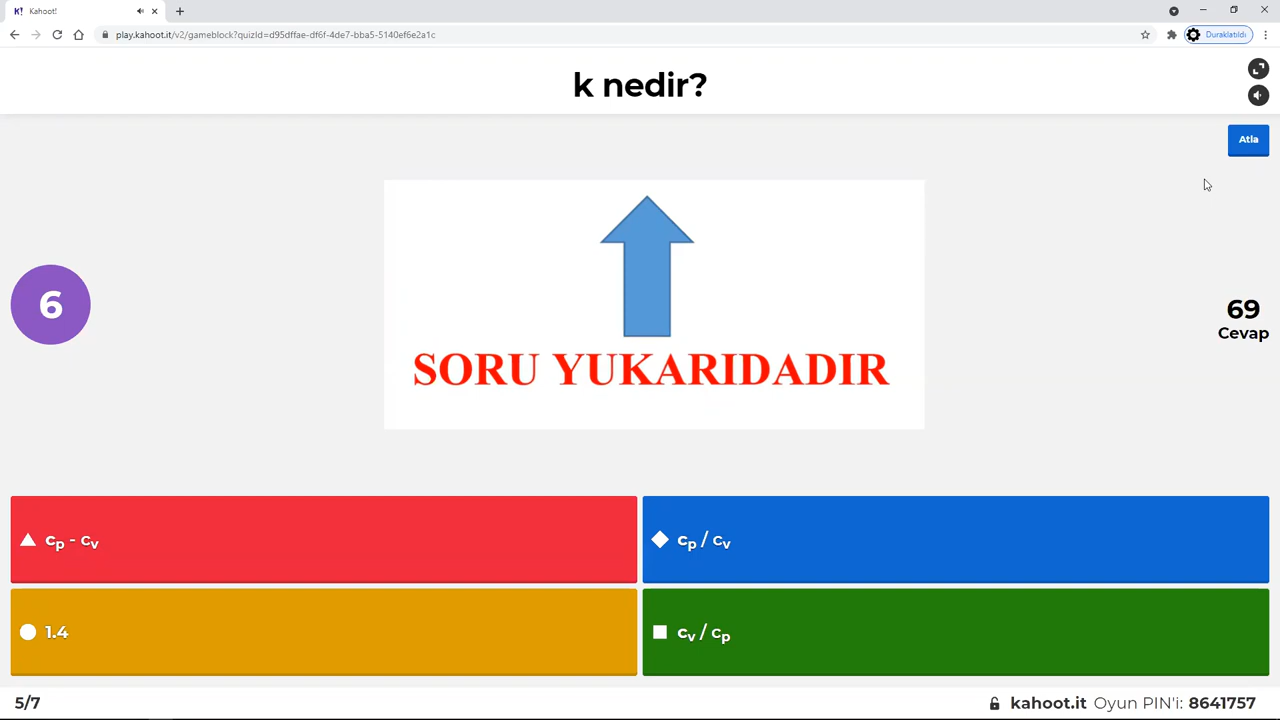 Kahoot!
play.kahoot.it/v2/gameblock?quizId=d95dffae-df6f-4de7-bba5-5140ef6e2a1c
Duraklatıldı
k nedir?
Atla
6
SORU YUKARIDADIR
69
Cevap
cp - cv
cp / cv
1.4
cv / cp
5/7
kahoot.it Oyun PIN'i: 8641757